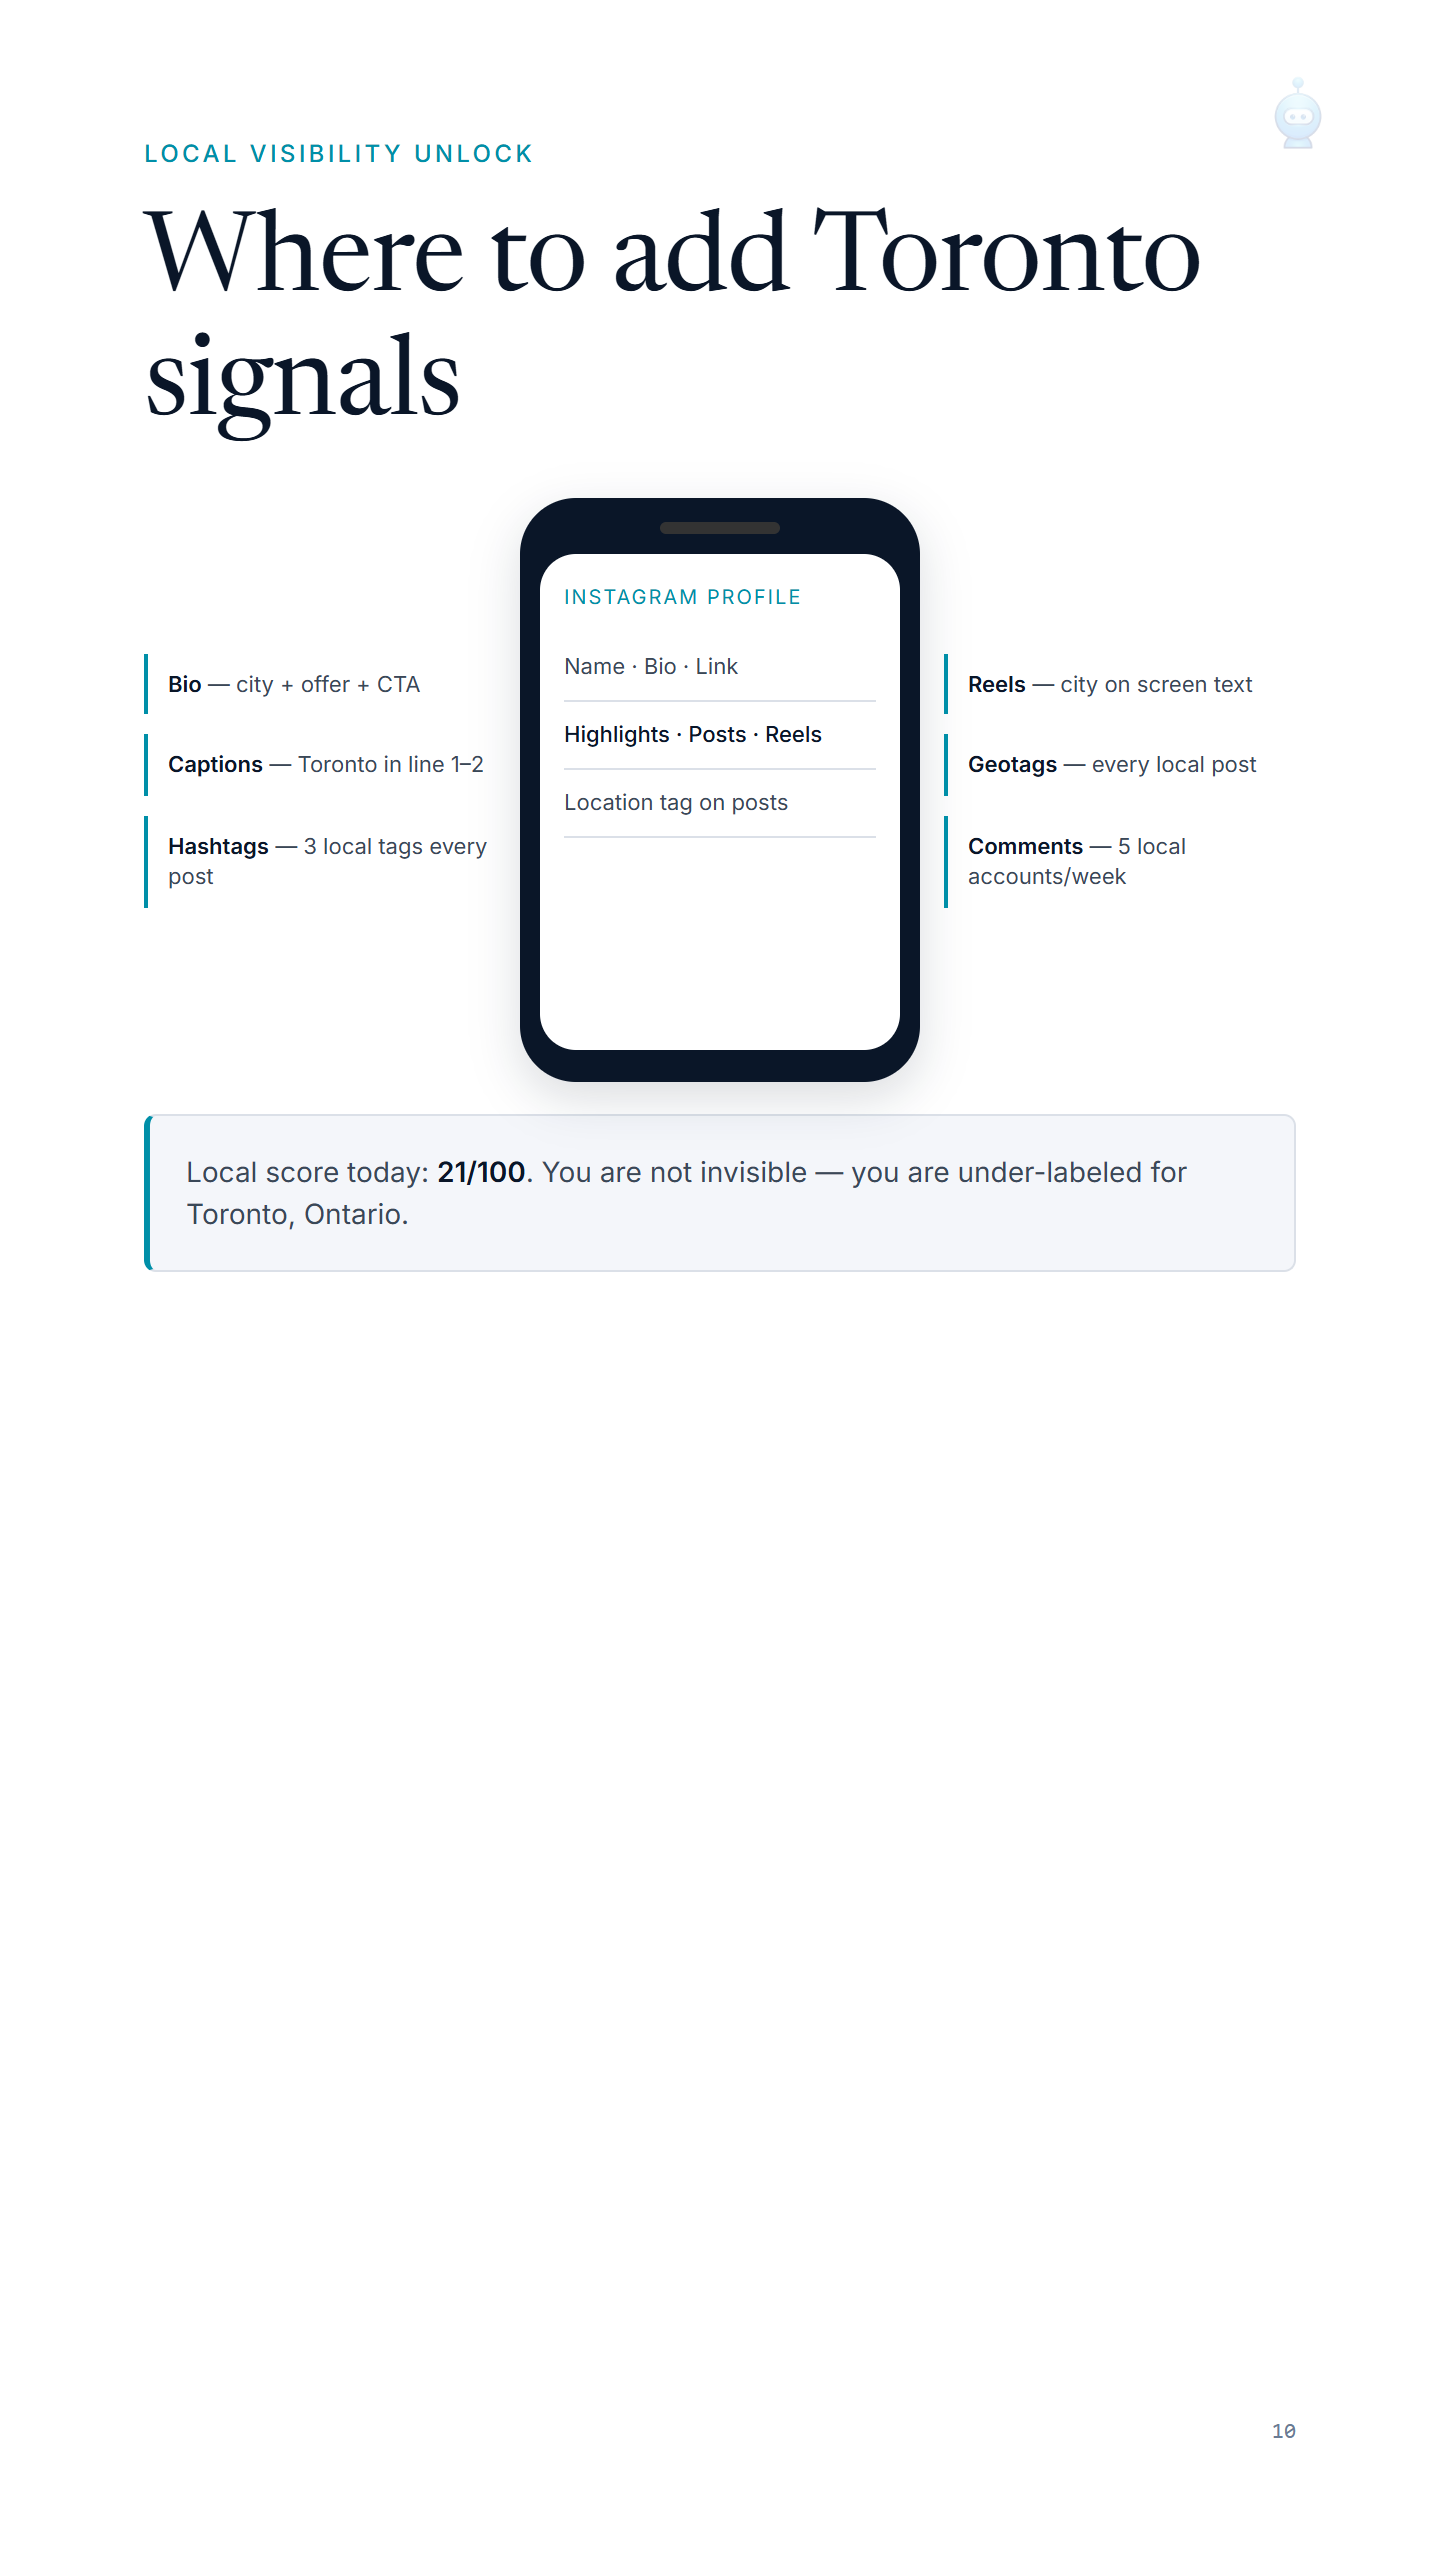 LOCAL VISIBILITY UNLOCK
Where to add Toronto
signals
Bio — city + offer + CTA
Captions — Toronto in line 1–2
Hashtags — 3 local tags every
post
INSTAGRAM PROFILE
Name · Bio · Link
Highlights · Posts · Reels
Location tag on posts
Reels — city on screen text
Geotags — every local post
Comments — 5 local
accounts/week
Local score today: 21/100. You are not invisible — you are under-labeled for
Toronto, Ontario.
10